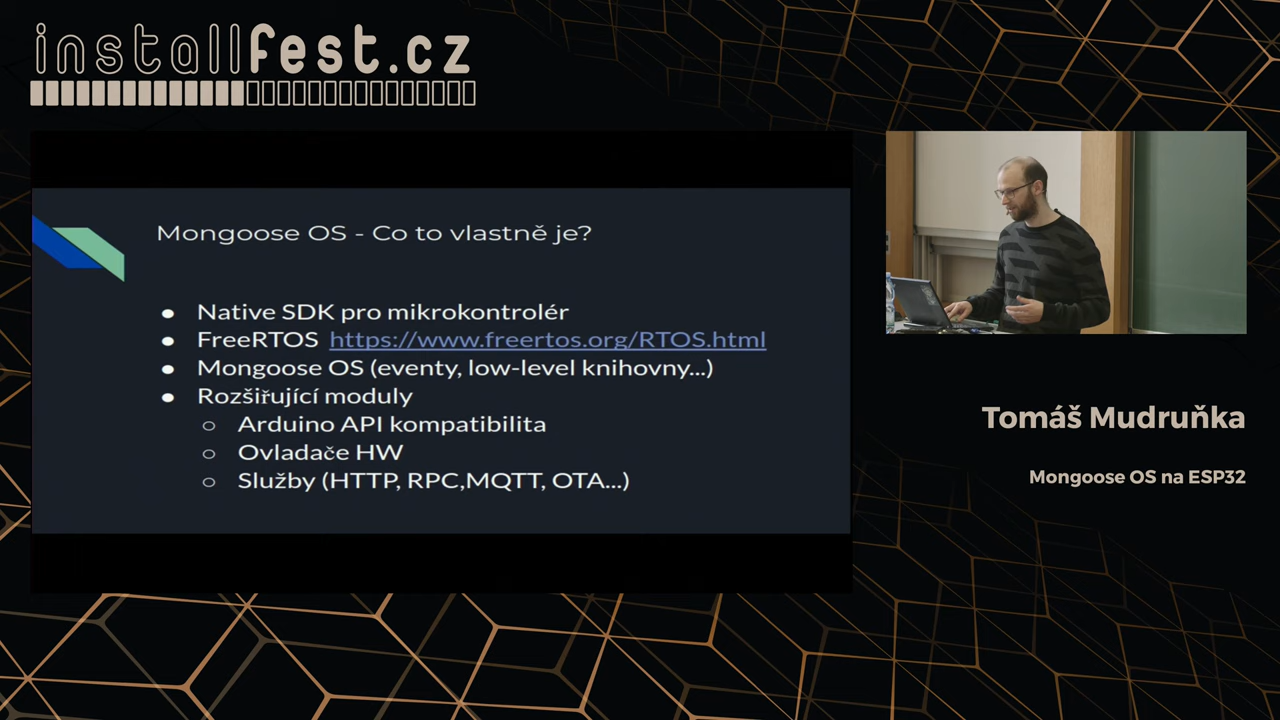 installfest.cz
Mongoose OS - Co to vlastně je?
● Native SDK pro mikrokontrolér
● FreeRTOS https://www.freertos.org/RTOS.html
● Mongoose OS (eventy, low-level knihovny...)
● Rozšiřující moduly
○ Arduino API kompatibilita
○ Ovladače HW
○ Služby (HTTP, RPC,MQTT, OTA...)
Tomáš Mudruňka
Mongoose OS na ESP32